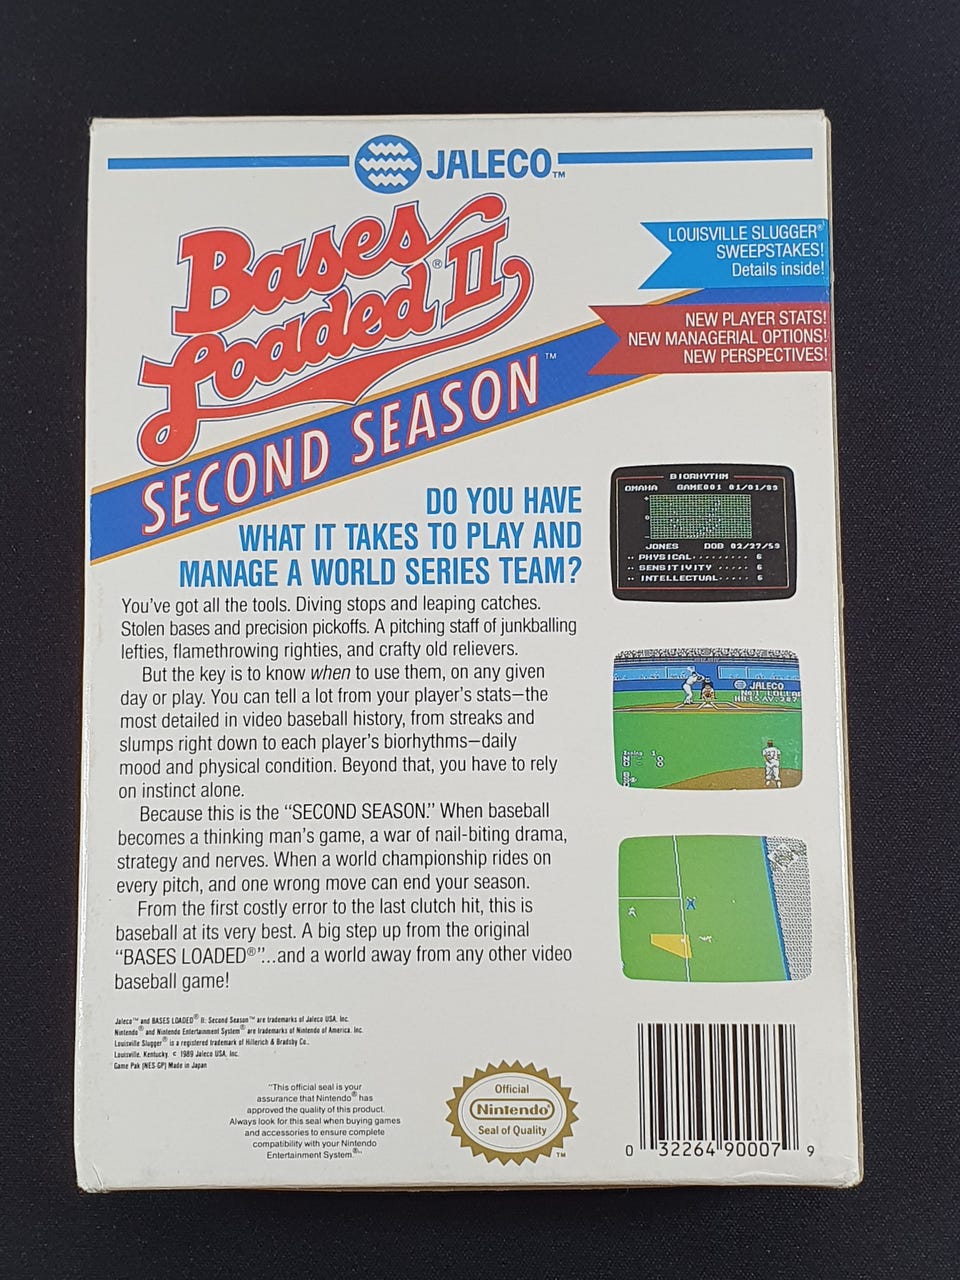 JALECO™
Bases
Loaded® II
SECOND SEASON™
LOUISVILLE SLUGGER®
SWEEPSTAKES!
Details inside!
NEW PLAYER STATS!
NEW MANAGERIAL OPTIONS!
NEW PERSPECTIVES!
DO YOU HAVE
WHAT IT TAKES TO PLAY AND
MANAGE A WORLD SERIES TEAM?
You've got all the tools. Diving stops and leaping catches.
Stolen bases and precision pickoffs. A pitching staff of junkballing
lefties, flamethrowing righties, and crafty old relievers.
But the key is to know when to use them, on any given
day or play. You can tell a lot from your player's stats—the
most detailed in video baseball history, from streaks and
slumps right down to each player's biorhythms—daily
mood and physical condition. Beyond that, you have to rely
on instinct alone.
Because this is the “SECOND SEASON.” When baseball
becomes a thinking man's game, a war of nail-biting drama,
strategy and nerves. When a world championship rides on
every pitch, and one wrong move can end your season.
From the first costly error to the last clutch hit, this is
baseball at its very best. A big step up from the original
“BASES LOADED®”...and a world away from any other video
baseball game!
BIORHYTHM
OMAHA GAME001 01/01/89
+
0
-
JONES DOB 02/27/59
·· PHYSICAL········· 6
·· SENSITIVITY ····· 6
·· INTELLECTUAL····· 6
JALECO
Inning 1
Jaleco™ and BASES LOADED® II: Second Season™ are trademarks of Jaleco USA, Inc.
Nintendo® and Nintendo Entertainment System® are trademarks of Nintendo of America, Inc.
Louisville Slugger® is a registered trademark of Hillerich & Bradsby Co.,
Louisville, Kentucky. © 1989 Jaleco USA, Inc.
Game Pak (NES-GP) Made in Japan
"This official seal is your
assurance that Nintendo® has
approved the quality of this product.
Always look for this seal when buying games
and accessories to ensure complete
compatibility with your Nintendo
Entertainment System.®"
Official
Nintendo®
Seal of Quality
TM
0 32264 90007 9